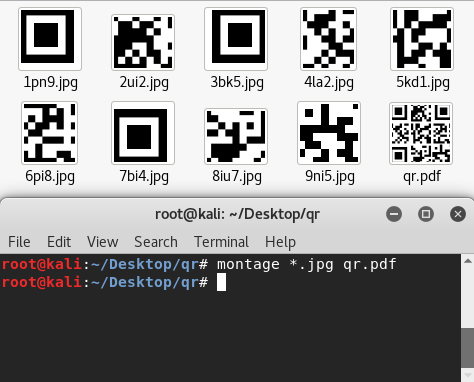 1pn9.jpg 2ui2.jpg 3bk5.jpg 4la2.jpg 5kd1.jpg
6pi8.jpg 7bi4.jpg 8iu7.jpg 9ni5.jpg qr.pdf
root@kali: ~/Desktop/qr
File Edit View Search Terminal Help
root@kali:~/Desktop/qr# montage *.jpg qr.pdf
root@kali:~/Desktop/qr#